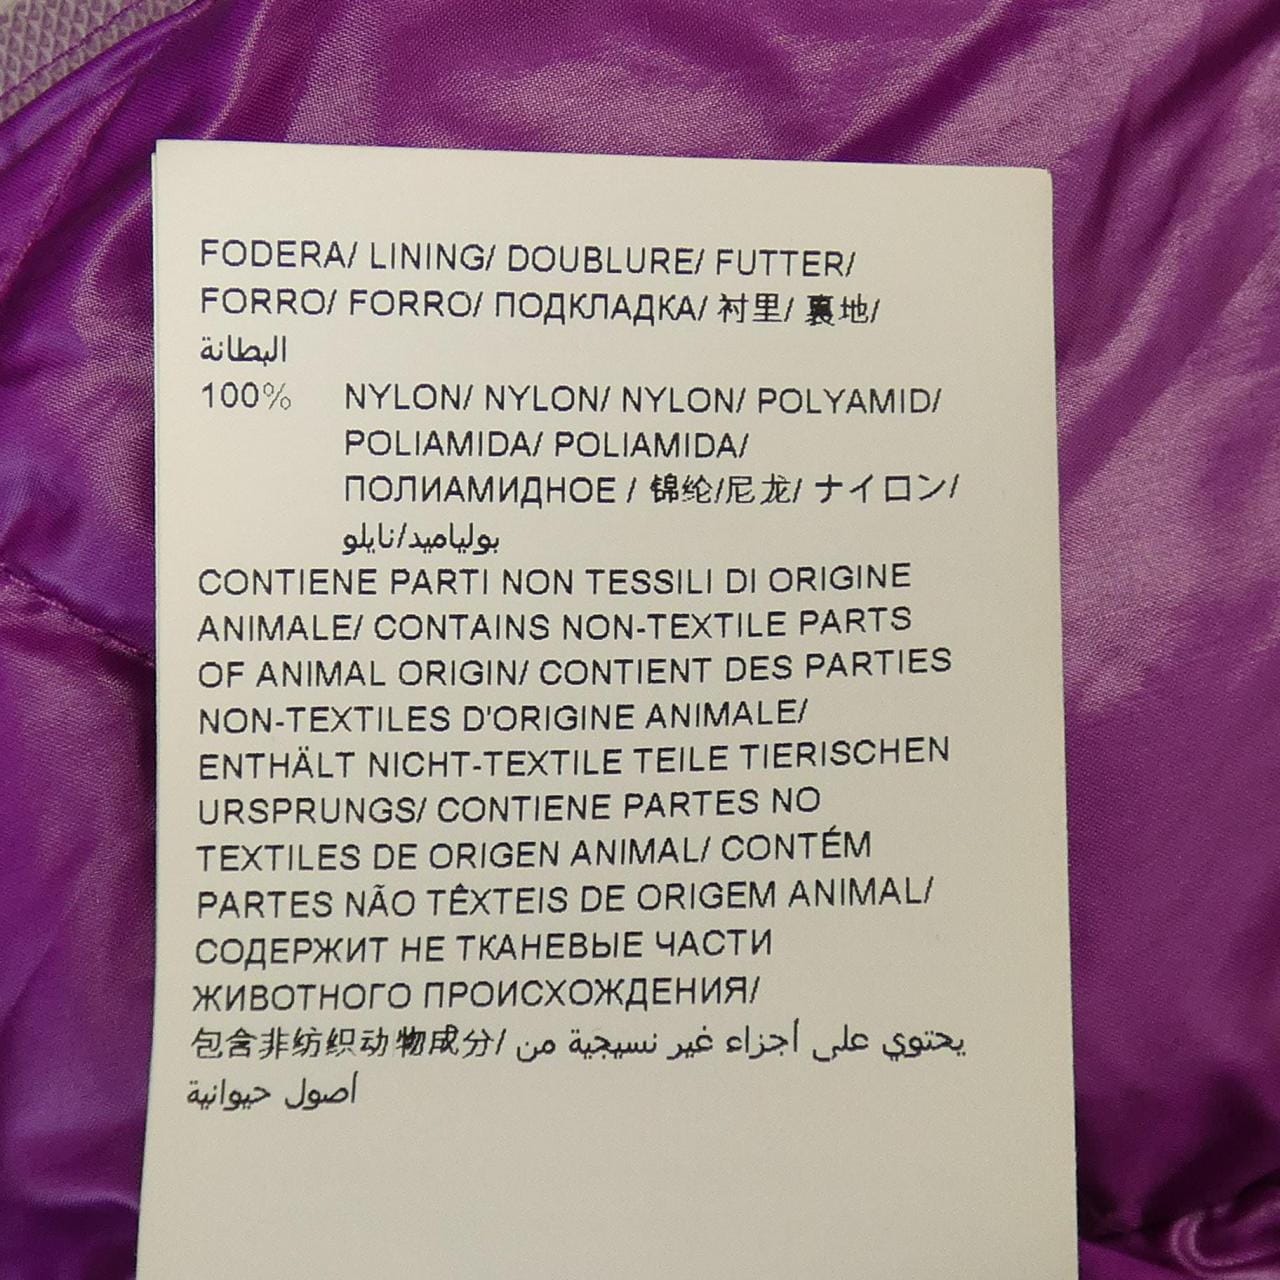 FODERA/ LINING/ DOUBLURE/ FUTTER/
FORRO/ FORRO/ ПОДКЛАДКА/ 衬里/ 裏地/
البطانة
100% NYLON/ NYLON/ NYLON/ POLYAMID/
POLIAMIDA/ POLIAMIDA/
ПОЛИАМИДНОЕ / 锦纶/尼龙/ ナイロン/
بولياميد/نايلو
CONTIENE PARTI NON TESSILI DI ORIGINE
ANIMALE/ CONTAINS NON-TEXTILE PARTS
OF ANIMAL ORIGIN/ CONTIENT DES PARTIES
NON-TEXTILES D'ORIGINE ANIMALE/
ENTHÄLT NICHT-TEXTILE TEILE TIERISCHEN
URSPRUNGS/ CONTIENE PARTES NO
TEXTILES DE ORIGEN ANIMAL/ CONTÉM
PARTES NÃO TÊXTEIS DE ORIGEM ANIMAL/
СОДЕРЖИТ НЕ ТКАНЕВЫЕ ЧАСТИ
ЖИВОТНОГО ПРОИСХОЖДЕНИЯ/
包含非纺织动物成分/ يحتوي على أجزاء غير نسيجية من
أصول حيوانية